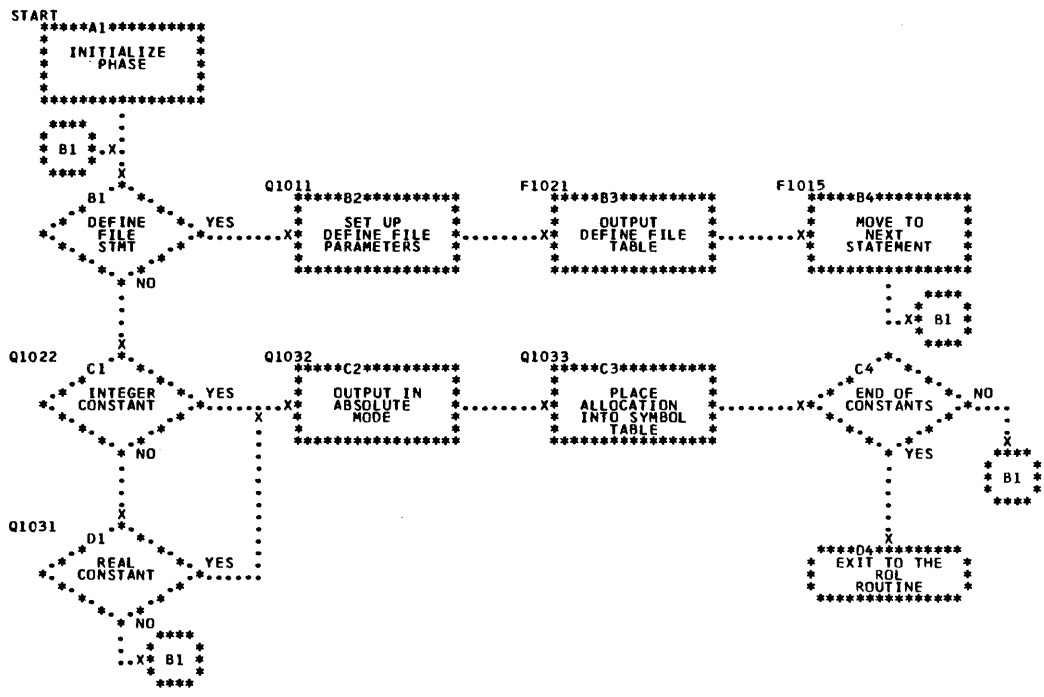 START
A1
INITIALIZE
PHASE
B1
B1
DEFINE
FILE
STMT
YES
NO
Q1011
B2
SET UP
DEFINE FILE
PARAMETERS
F1021
B3
OUTPUT
DEFINE FILE
TABLE
F1015
B4
MOVE TO
NEXT
STATEMENT
B1
Q1022
C1
INTEGER
CONSTANT
YES
NO
Q1032
C2
OUTPUT IN
ABSOLUTE
MODE
Q1033
C3
PLACE
ALLOCATION
INTO SYMBOL
TABLE
C4
END OF
CONSTANTS
NO
YES
B1
Q1031
D1
REAL
CONSTANT
YES
NO
B1
D4
EXIT TO THE
ROL
ROUTINE